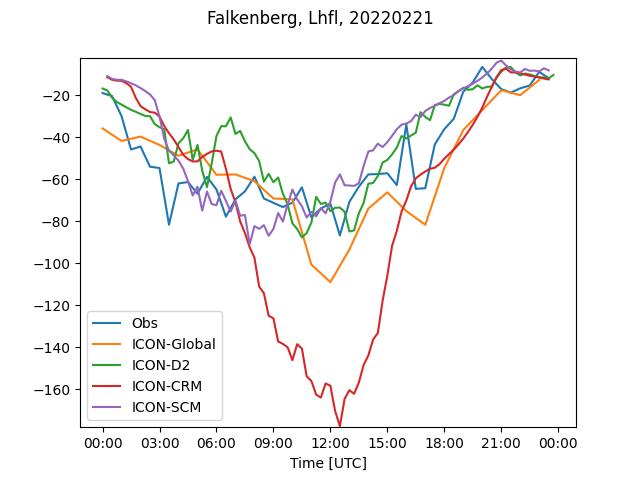 Falkenberg, Lhfl, 20220221
−20
−40
−60
−80
−100
−120
−140
−160
Obs
ICON-Global
ICON-D2
ICON-CRM
ICON-SCM
00:00 03:00 06:00 09:00 12:00 15:00 18:00 21:00 00:00
Time [UTC]